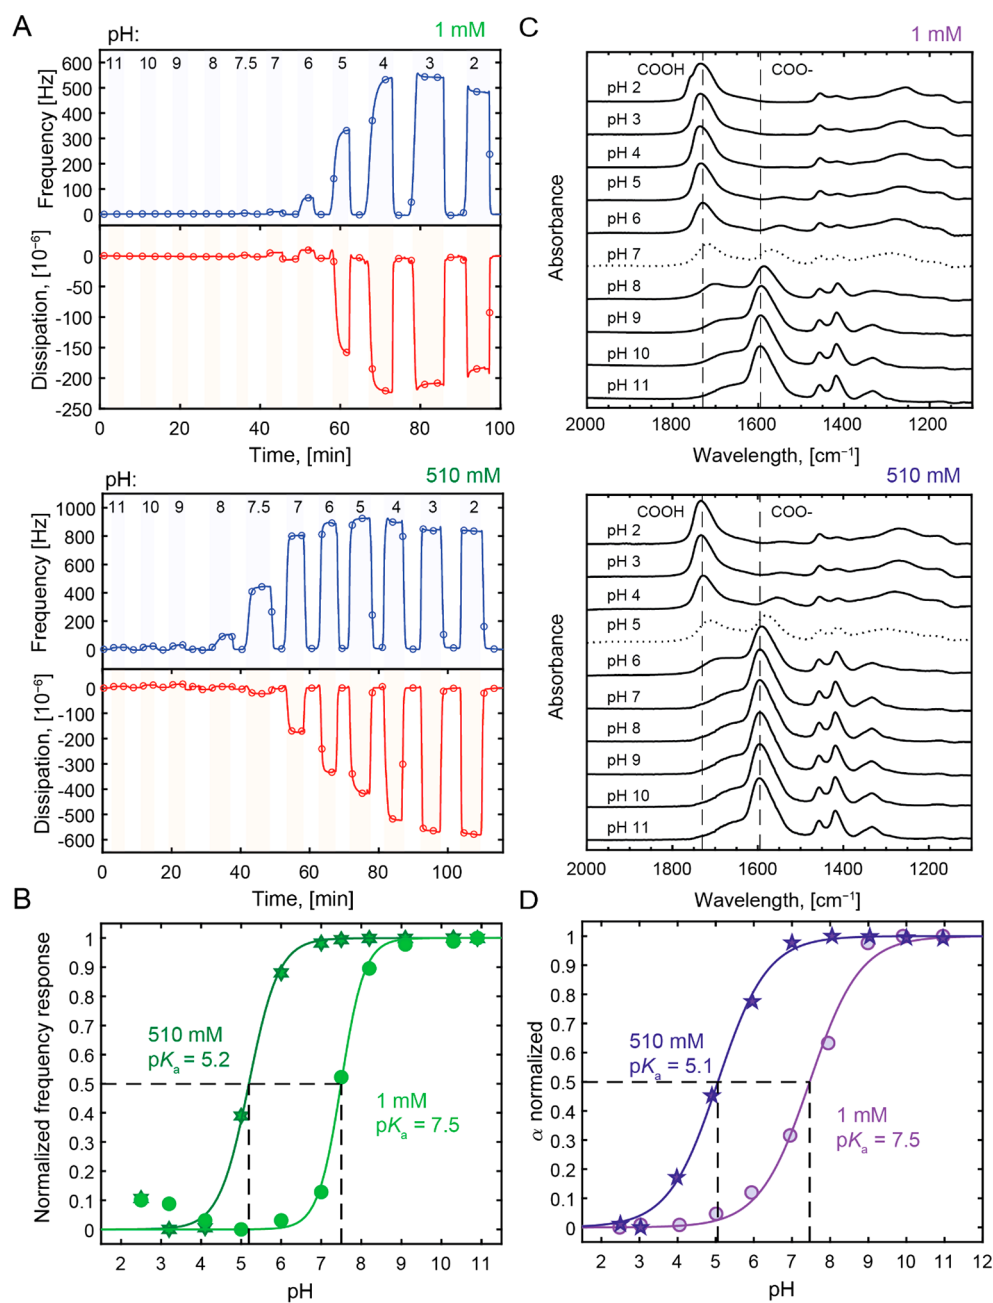 A
pH:
1 mM
11 10 9 8 7.5 7 6 5 4 3 2
600
500
400
300
200
100
0
Frequency [Hz]
0
-50
-100
-150
-200
-250
Dissipation, [10⁻⁶]
0 20 40 60 80 100
Time, [min]
pH:
510 mM
11 10 9 8 7.5 7 6 5 4 3 2
1000
800
600
400
200
0
Frequency [Hz]
0
-100
-200
-300
-400
-500
-600
Dissipation, [10⁻⁶]
0 20 40 60 80 100
Time, [min]
B
1
0.9
0.8
0.7
0.6
0.5
0.4
0.3
0.2
0.1
0
Normalized frequency response
510 mM
pKₐ = 5.2
1 mM
pKₐ = 7.5
2 3 4 5 6 7 8 9 10 11
pH
C
1 mM
COOH COO-
pH 2
pH 3
pH 4
pH 5
pH 6
pH 7
pH 8
pH 9
pH 10
pH 11
Absorbance
2000 1800 1600 1400 1200
Wavelength, [cm⁻¹]
510 mM
COOH COO-
pH 2
pH 3
pH 4
pH 5
pH 6
pH 7
pH 8
pH 9
pH 10
pH 11
Absorbance
2000 1800 1600 1400 1200
Wavelength, [cm⁻¹]
D
1
0.9
0.8
0.7
0.6
0.5
0.4
0.3
0.2
0.1
0
α normalized
510 mM
pKₐ = 5.1
1 mM
pKₐ = 7.5
2 3 4 5 6 7 8 9 10 11 12
pH